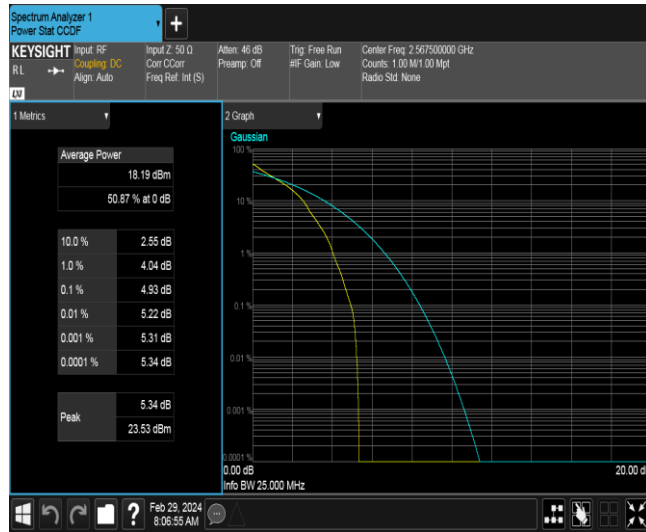 Spectrum Analyzer 1
Power Stat CCDF
+
KEYSIGHT
RL
LXI
Input: RF
Coupling: DC
Align: Auto
Input Z: 50 Ω
Corr CCorr
Freq Ref: Int (S)
Atten: 46 dB
Preamp: Off
Trig: Free Run
#IF Gain: Low
Center Freq: 2.567500000 GHz
Counts: 1.00 M/1.00 Mpt
Radio Std: None
1 Metrics
Average Power
18.19 dBm
50.87 % at 0 dB
10.0 % 2.55 dB
1.0 % 4.04 dB
0.1 % 4.93 dB
0.01 % 5.22 dB
0.001 % 5.31 dB
0.0001 % 5.34 dB
Peak
5.34 dB
23.53 dBm
2 Graph
Gaussian
100 %
10 %
1 %
0.1 %
0.01 %
0.001 %
0.0001 %
0.00 dB
20.00 d
Info BW 25.000 MHz
?
Feb 29, 2024
8:06:55 AM